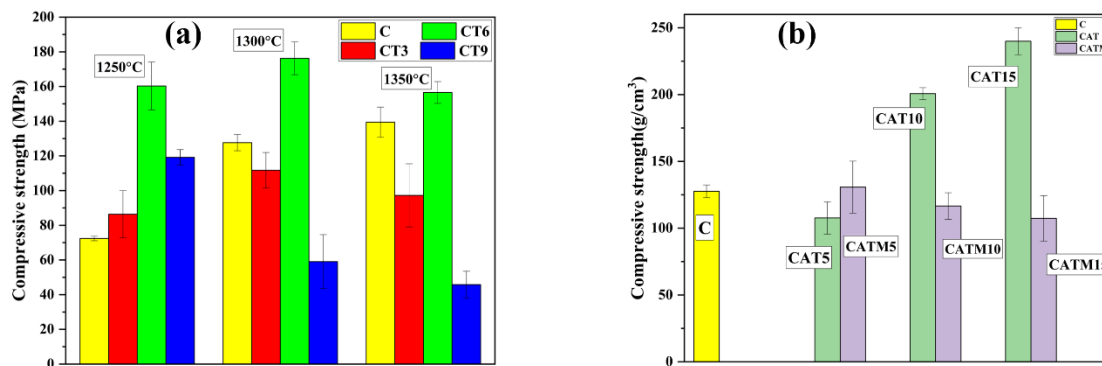 (a)
C
CT3
CT6
CT9
1250°C
1300°C
1350°C
Compressive strength (MPa)
200
180
160
140
120
100
80
60
40
20
0
(b)
C
CAT
CATM
Compressive strength(g/cm³)
250
200
150
100
50
0
C
CAT5
CATM5
CAT10
CATM10
CAT15